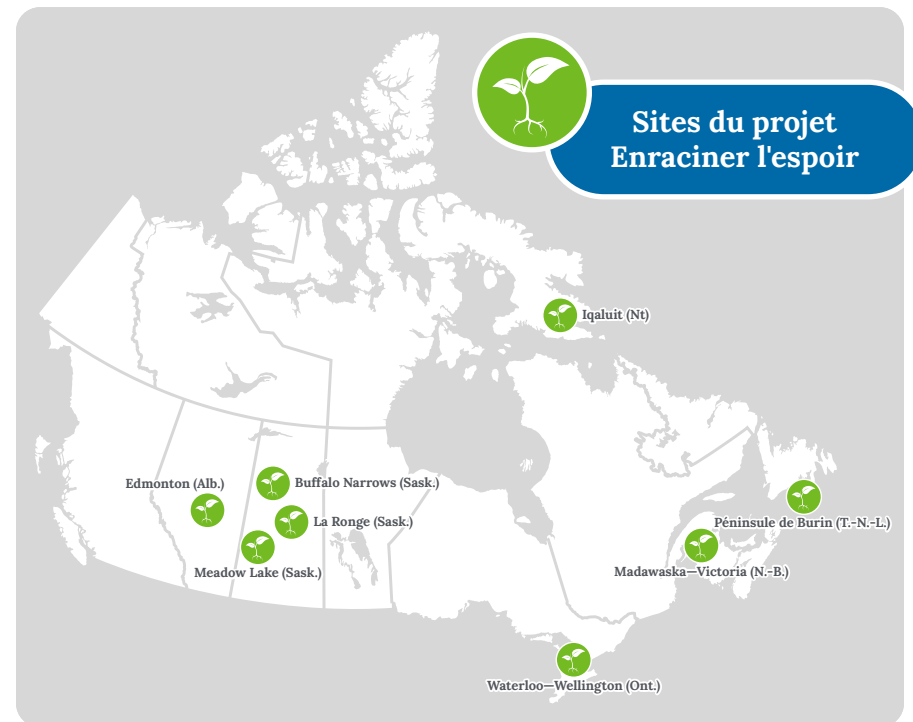 Sites du projet
Enraciner l'espoir
Iqaluit (Nt)
Edmonton (Alb.)
Buffalo Narrows (Sask.)
La Ronge (Sask.)
Meadow Lake (Sask.)
Péninsule de Burin (T.-N.-L.)
Madawaska—Victoria (N.-B.)
Waterloo—Wellington (Ont.)